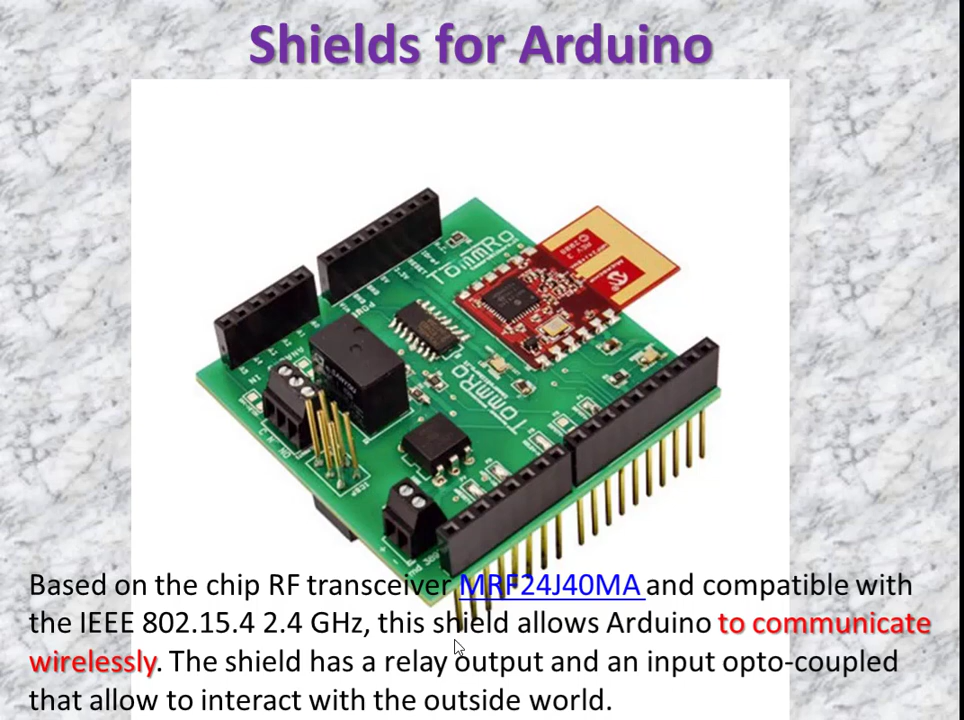 Shields for Arduino
TommRo
TommRo
Based on the chip RF transceiver MRF24J40MA and compatible with
the IEEE 802.15.4 2.4 GHz, this shield allows Arduino to communicate
wirelessly. The shield has a relay output and an input opto-coupled
that allow to interact with the outside world.